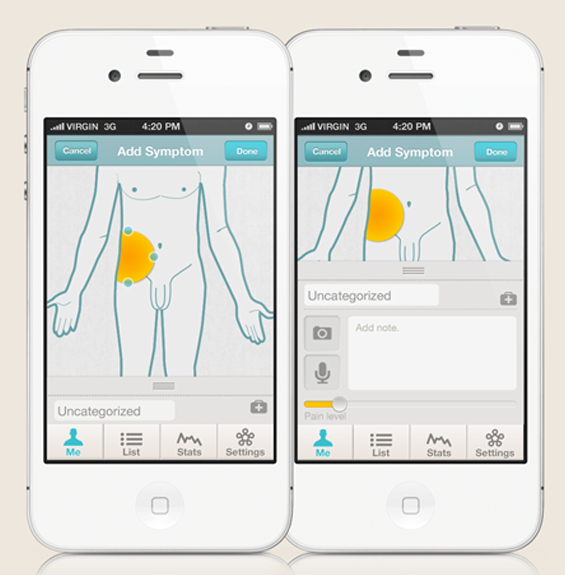 VIRGIN 3G 4:20 PM
Cancel Add Symptom Done
Uncategorized
Me List Stats Settings
VIRGIN 3G 4:20 PM
Cancel Add Symptom Done
Uncategorized
Add note.
Pain level
Me List Stats Settings